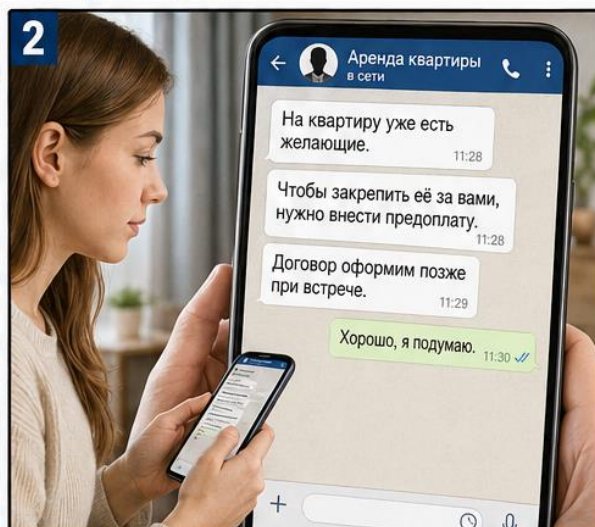 2
Аренда квартиры
в сети
На квартиру уже есть
желающие.
11:28
Чтобы закрепить её за вами,
нужно внести предоплату.
11:28
Договор оформим позже
при встрече.
11:29
Хорошо, я подумаю. 11:30